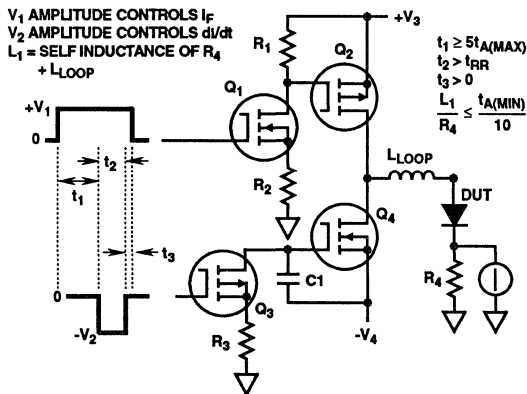 V1 AMPLITUDE CONTROLS IF
V2 AMPLITUDE CONTROLS di/dt
L1 = SELF INDUCTANCE OF R4
+ LLOOP
+V3
t1 ≥ 5tA(MAX)
t2 > tRR
t3 > 0
L1/R4 ≤ tA(MIN)/10
R1
Q2
Q1
+V1
0
t2
t1
R2
LLOOP
DUT
Q4
t3
0
C1
R4
-V2
Q3
-V4
R3